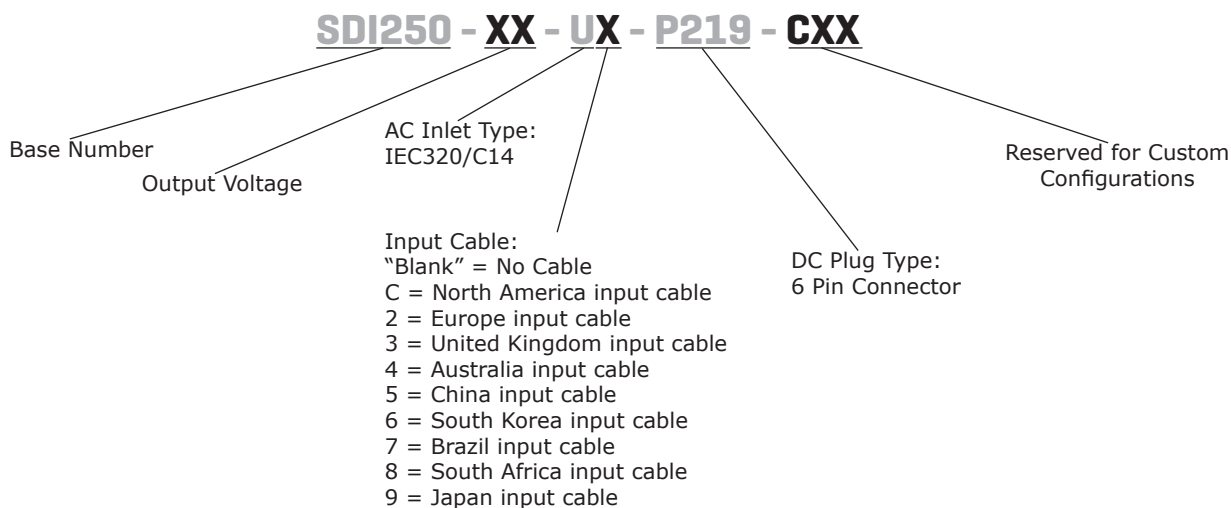 SDI250 - XX - UX - P219 - CXX
Base Number
Output Voltage
AC Inlet Type:
IEC320/C14
Input Cable:
“Blank” = No Cable
C = North America input cable
2 = Europe input cable
3 = United Kingdom input cable
4 = Australia input cable
5 = China input cable
6 = South Korea input cable
7 = Brazil input cable
8 = South Africa input cable
9 = Japan input cable
DC Plug Type:
6 Pin Connector
Reserved for Custom
Configurations